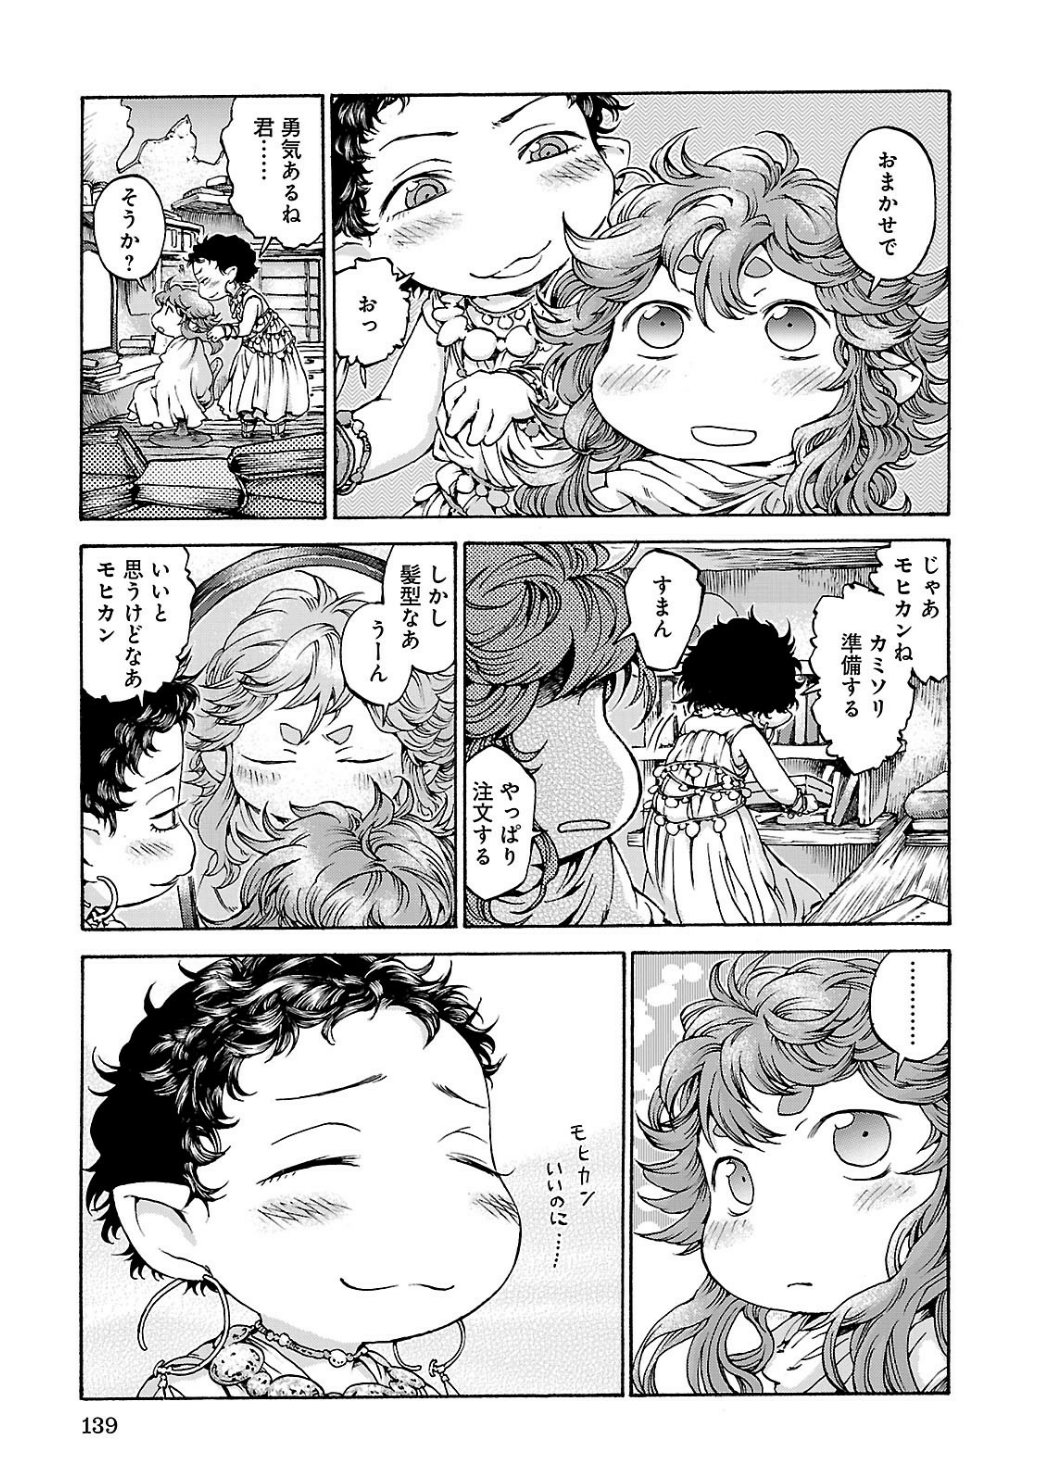 おまかせで
おっ
勇気あるね
君……
そうか？
じゃあ
モヒカンね
カミソリ
準備する
すまん
やっぱり
注文する
しかし
髪型なあ
うーん
いいと
思うけどなあ
モヒカン
…………
モヒカン
いいのに……
139